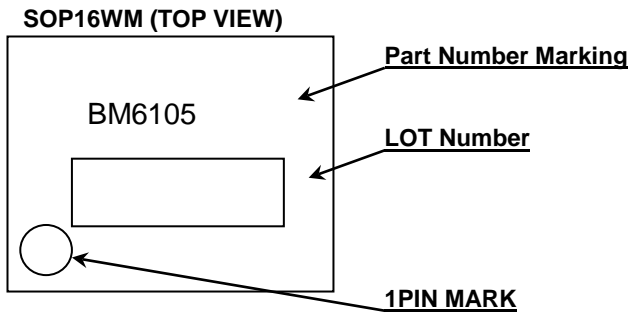 SOP16WM (TOP VIEW)
Part Number Marking
BM6105
LOT Number
1PIN MARK